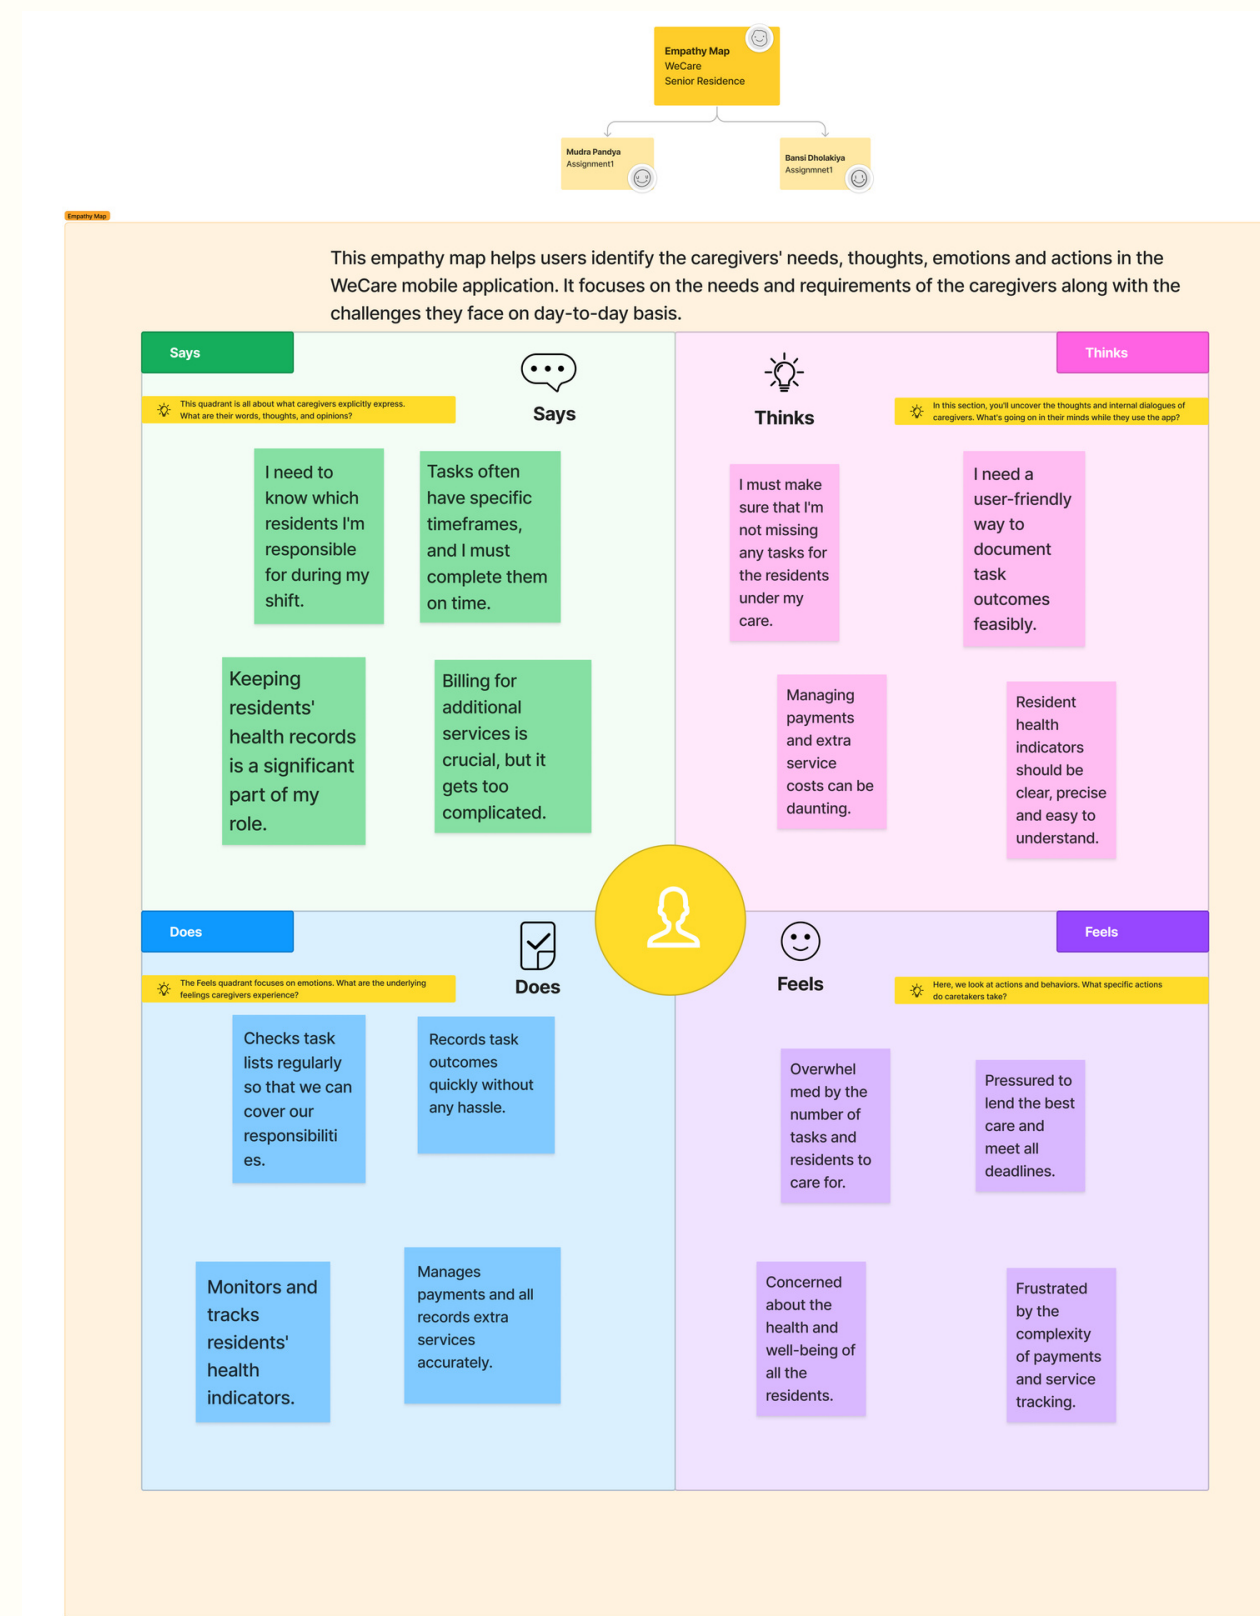 Empathy Map
WeCare
Senior Residence
Mudra Pandya
Assignment1
Bansi Dholakiya
Assignmnet1
Empathy Map
This empathy map helps users identify the caregivers' needs, thoughts, emotions and actions in the
WeCare mobile application. It focuses on the needs and requirements of the caregivers along with the
challenges they face on day-to-day basis.
Says
This quadrant is all about what caregivers explicitly express.
What are their words, thoughts, and opinions?
Says
I need to
know which
residents I'm
responsible
for during my
shift.
Tasks often
have specific
timeframes,
and I must
complete them
on time.
Keeping
residents'
health records
is a significant
part of my
role.
Billing for
additional
services is
crucial, but it
gets too
complicated.
Thinks
Thinks
In this section, you'll uncover the thoughts and internal dialogues of
caregivers. What's going on in their minds while they use the app?
I must make
sure that I'm
not missing
any tasks for
the residents
under my
care.
I need a
user-friendly
way to
document
task
outcomes
feasibly.
Managing
payments
and extra
service
costs can be
daunting.
Resident
health
indicators
should be
clear, precise
and easy to
understand.
Does
The Feels quadrant focuses on emotions. What are the underlying
feelings caregivers experience?
Does
Checks task
lists regularly
so that we can
cover our
responsibiliti
es.
Records task
outcomes
quickly without
any hassle.
Monitors and
tracks
residents'
health
indicators.
Manages
payments and all
records extra
services
accurately.
Feels
Feels
Here, we look at actions and behaviors. What specific actions
do caretakers take?
Overwhel
med by the
number of
tasks and
residents to
care for.
Pressured to
lend the best
care and
meet all
deadlines.
Concerned
about the
health and
well-being of
all the
residents.
Frustrated
by the
complexity
of payments
and service
tracking.